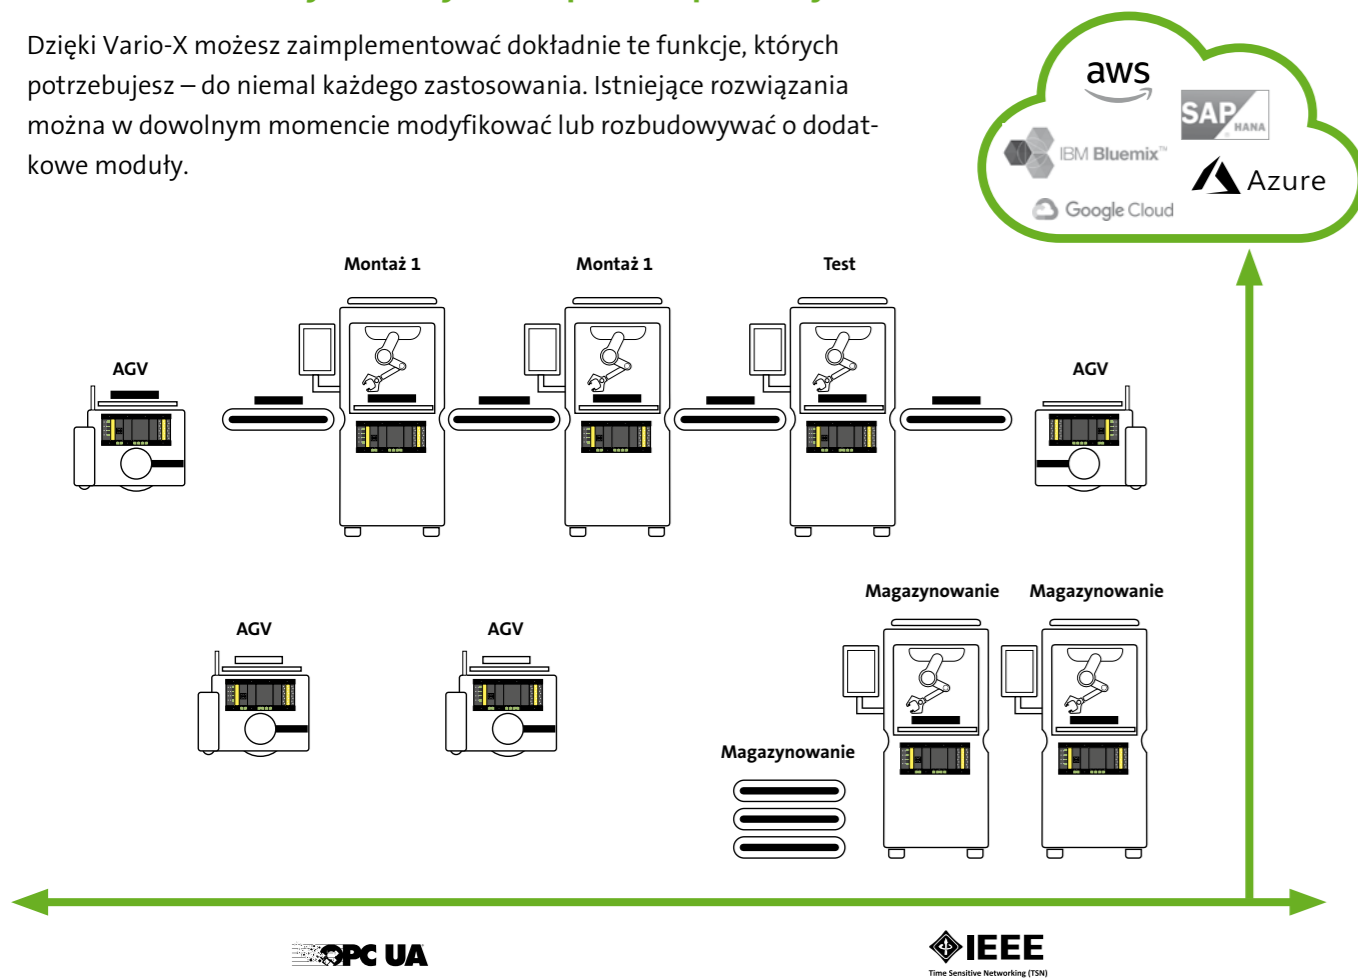 Dzięki Vario-X możesz zaimplementować dokładnie te funkcje, których
potrzebujesz – do niemal każdego zastosowania. Istniejące rozwiązania
można w dowolnym momencie modyfikować lub rozbudowywać o dodat-
kowe moduły.
aws
SAP HANA
IBM Bluemix™
Azure
Google Cloud
Montaż 1
Montaż 1
Test
AGV
AGV
Magazynowanie
Magazynowanie
AGV
AGV
Magazynowanie
OPC UA
IEEE
Time Sensitive Networking (TSN)